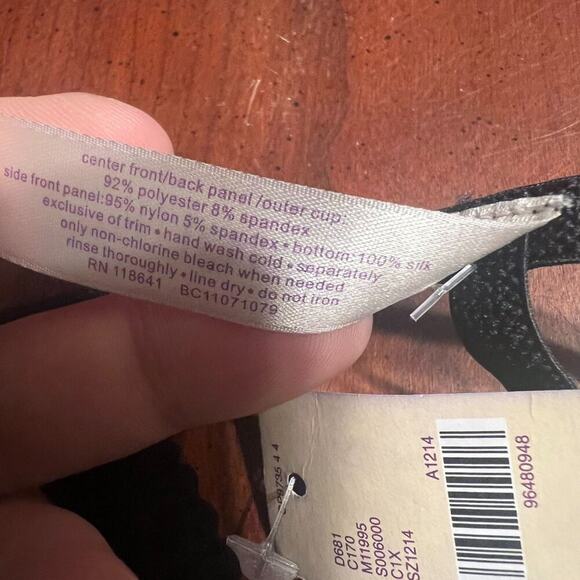 center front/back panel/outer cup:
92% polyester 8% spandex
side front panel:95% nylon 5% spandex • bottom: 100% silk
exclusive of trim • hand wash cold • separately
only non-chlorine bleach when needed
rinse thoroughly • line dry • do not iron
RN 118641 BC11071079
D681
C170
M11995
S006000
C1X
SZ1214
A1214
96480948